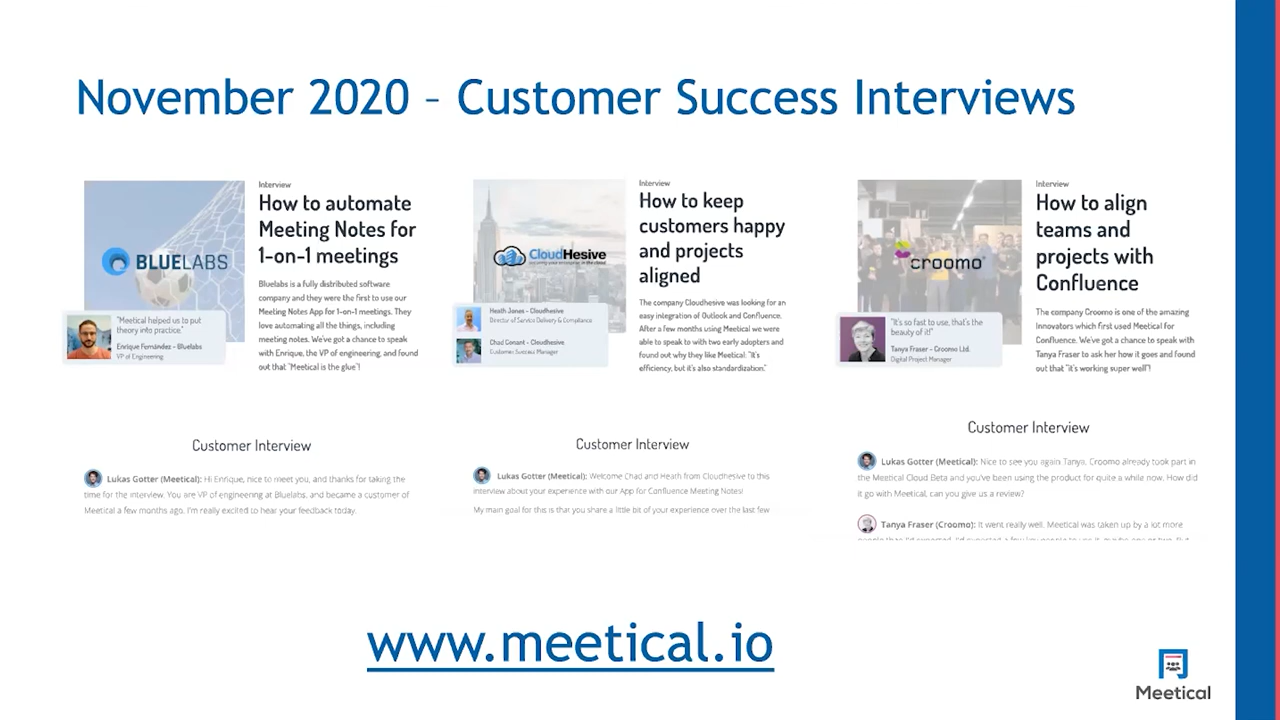 November 2020 – Customer Success Interviews
Interview
How to automate
Meeting Notes for
1-on-1 meetings
BLUELABS
Bluelabs is a fully distributed software
company and they were the first to use our
Meeting Notes App for 1-on-1 meetings. They
love automating all the things, including
meeting notes. We've got a chance to speak
with Enrique, the VP of engineering, and found
out that "Meetical is the glue"!
"Meetical helped us to put
theory into practice."
Enrique Fernández – Bluelabs
VP of Engineering
Customer Interview
Lukas Gotter (Meetical): Hi Enrique, nice to meet you, and thanks for taking the
time for the interview. You are VP of engineering at Bluelabs, and became a customer of
Meetical a few months ago. I'm really excited to hear your feedback today.
Interview
How to keep
customers happy
and projects
aligned
CloudHesive
The company Cloudhesive was looking for an
easy integration of Outlook and Confluence.
After a few months using Meetical we were
able to speak to with two early adopters and
found out why they like Meetical. "It's
efficiency, but it's also standardization."
Heath Jones – Cloudhesive
Director of Service Delivery & Compliance
Chad Conant – Cloudhesive
Customer Success Manager
Customer Interview
Lukas Gotter (Meetical): Welcome Chad and Heath from Cloudhesive to this
interview about your experience with our App for Confluence Meeting Notes!
My main goal for this is that you share a little bit of your experience over the last few
Interview
How to align
teams and
projects with
Confluence
croomo
The company Croomo is one of the amazing
Innovators which first used Meetical for
Confluence. We've got a chance to speak with
Tanya Fraser to ask her how it goes and found
out that "it's working super well"!
"It's so fast to use, that's the
beauty of it!"
Tanya Fraser – Croomo Ltd.
Digital Project Manager
Customer Interview
Lukas Gotter (Meetical): Nice to see you again Tanya. Croomo already took part in
the Meetical Cloud Beta and you've been using the product for quite a while now. How did
it go with Meetical, can you give us a review?
Tanya Fraser (Croomo): It went really well. Meetical was taken up by a lot more
www.meetical.io
Meetical